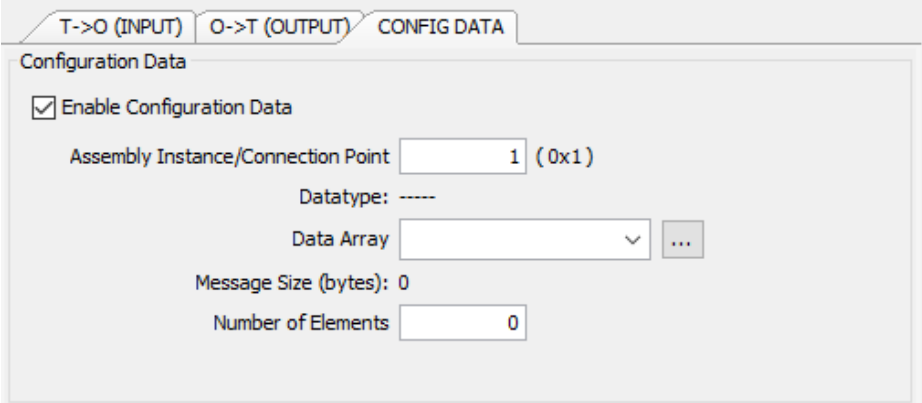 T->O (INPUT) O->T (OUTPUT) CONFIG DATA
Configuration Data
Enable Configuration Data
Assembly Instance/Connection Point 1 (0x1)
Datatype: -----
Data Array ...
Message Size (bytes): 0
Number of Elements 0